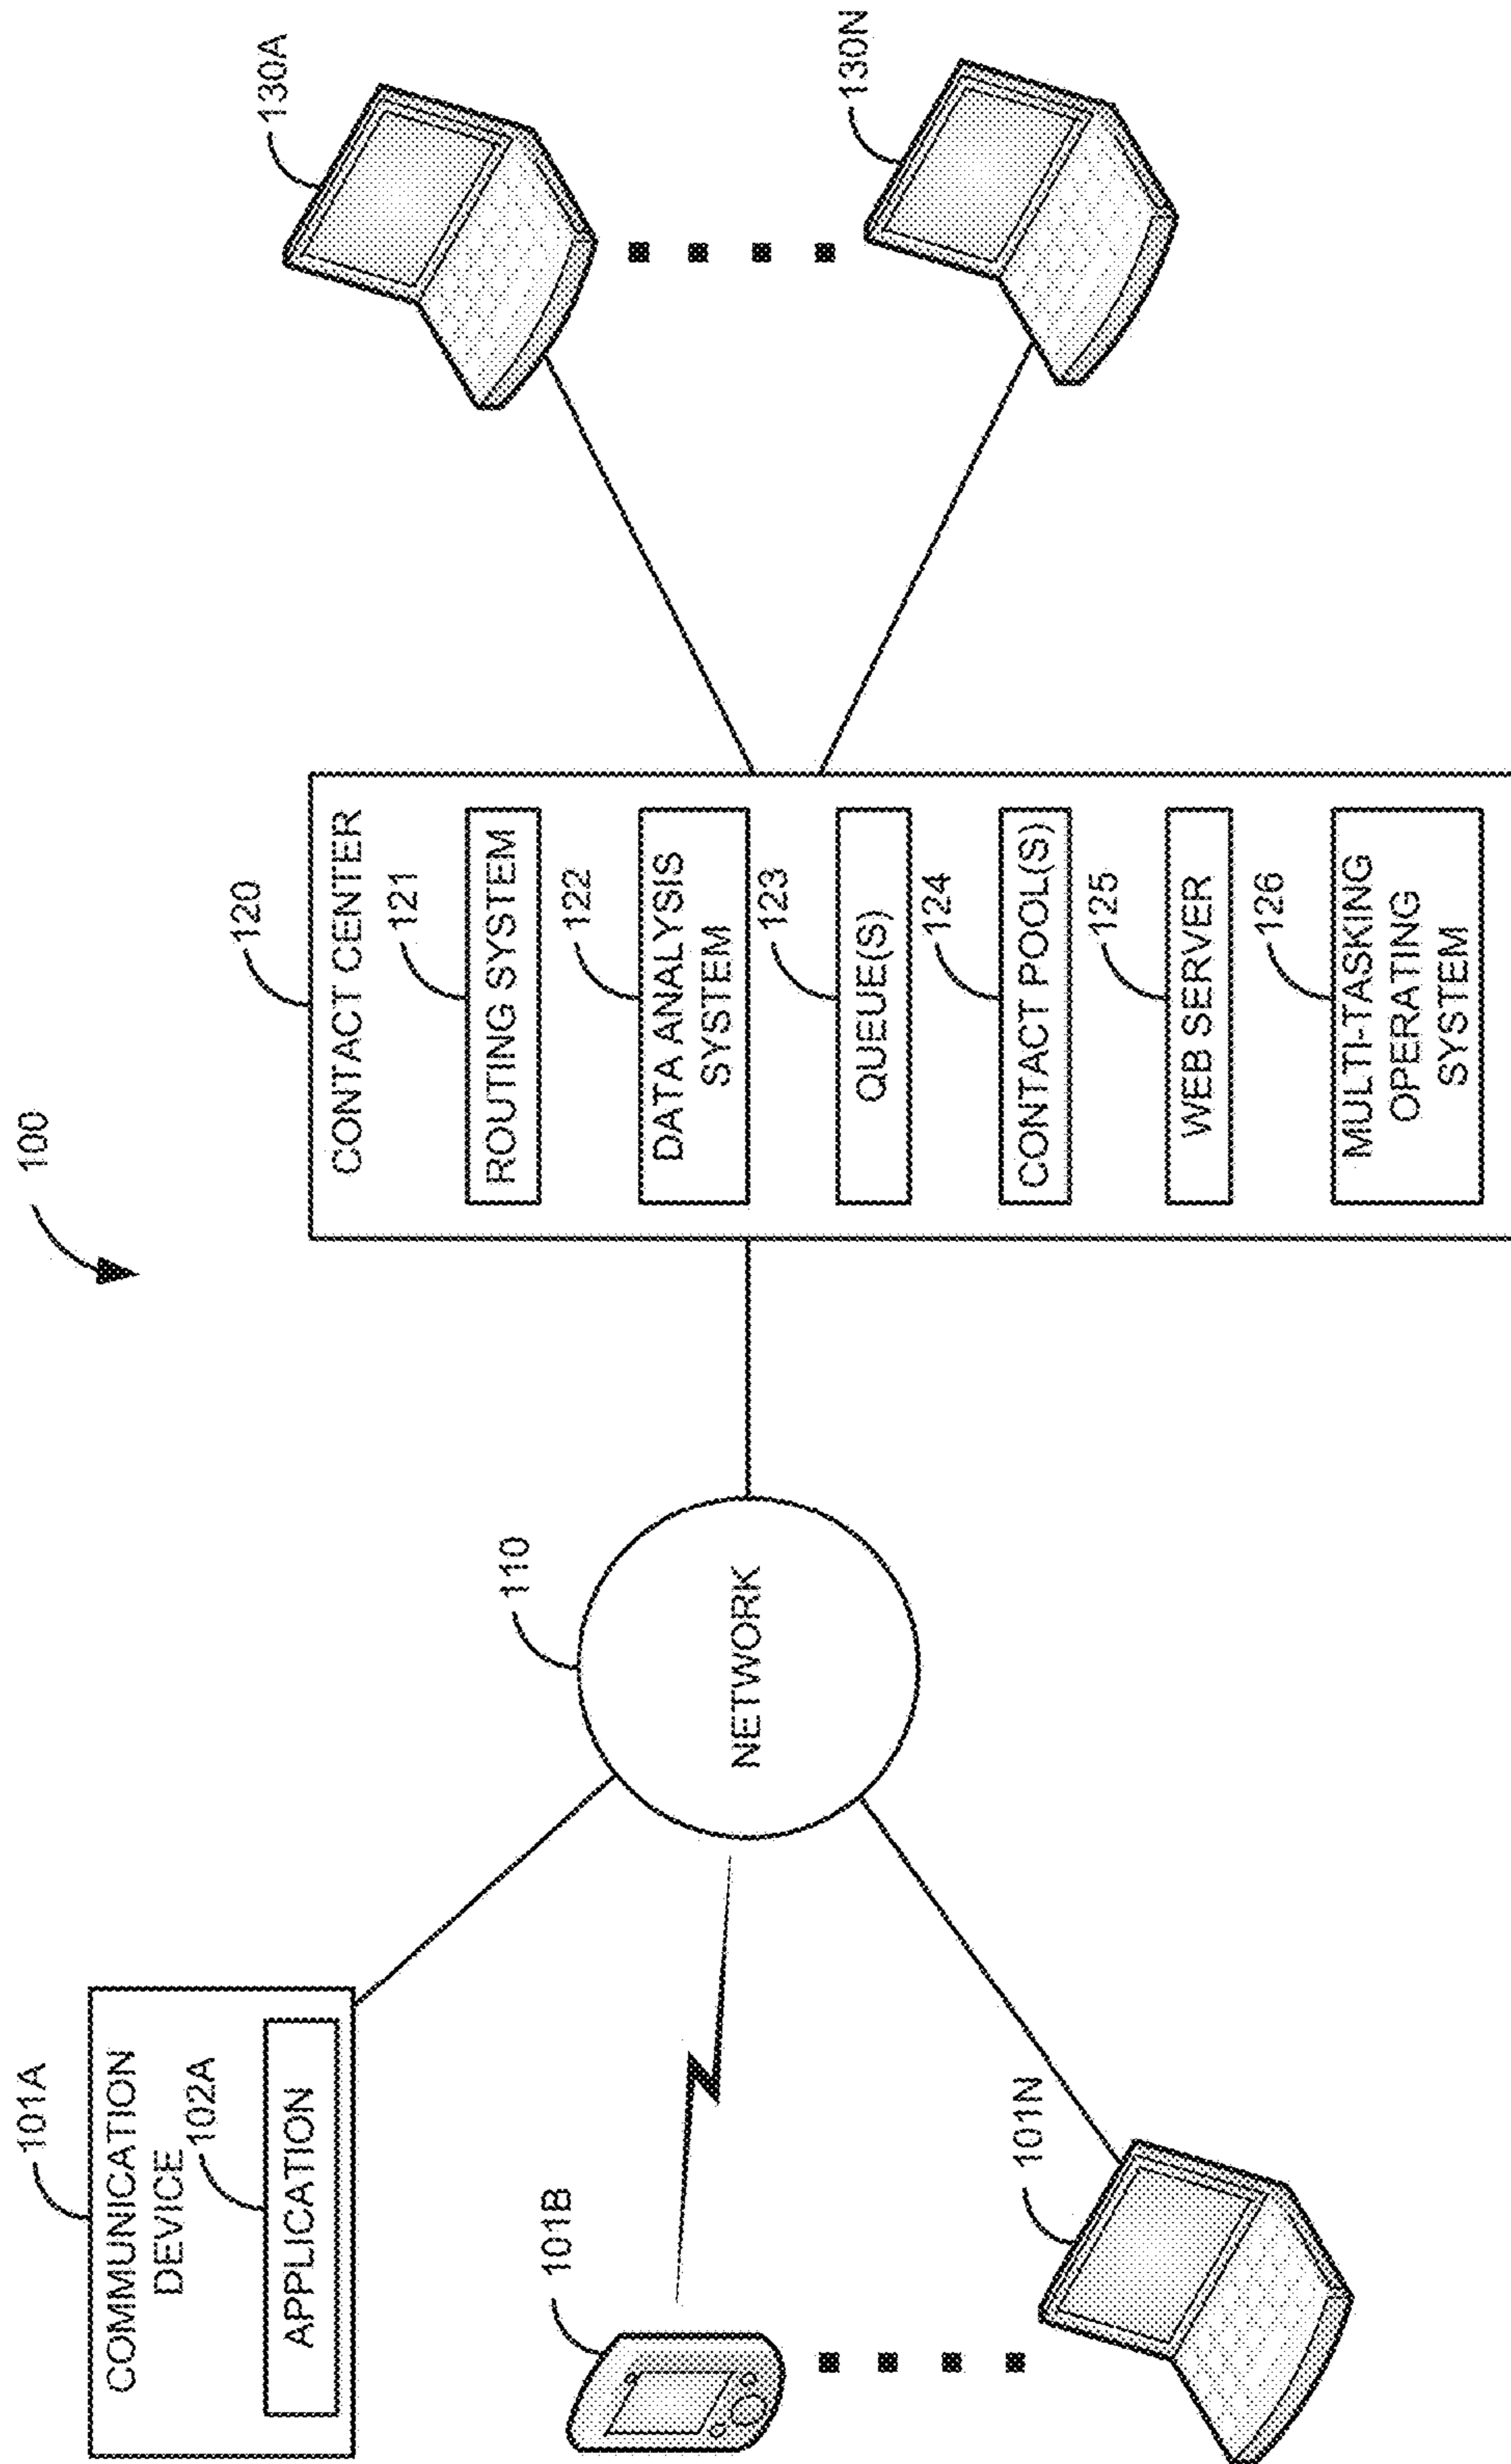 100
101A
COMMUNICATION
DEVICE
102A
APPLICATION
101B
101N
110
NETWORK
120
CONTACT CENTER
121
ROUTING SYSTEM
122
DATA ANALYSIS
SYSTEM
123
QUEUE(S)
124
CONTACT POOL(S)
125
WEB SERVER
126
MULTI-TASKING
OPERATING
SYSTEM
130A
130N